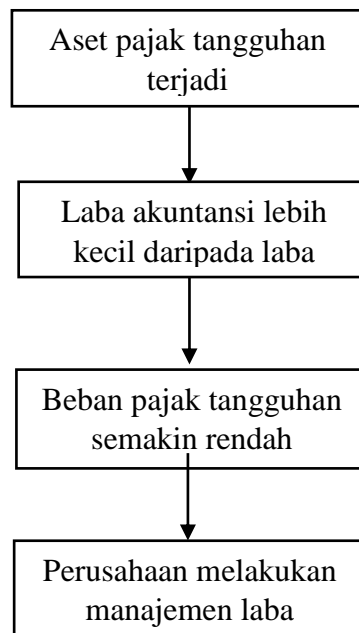 Aset pajak tangguhan
terjadi
Laba akuntansi lebih
kecil daripada laba
Beban pajak tangguhan
semakin rendah
Perusahaan melakukan
manajemen laba